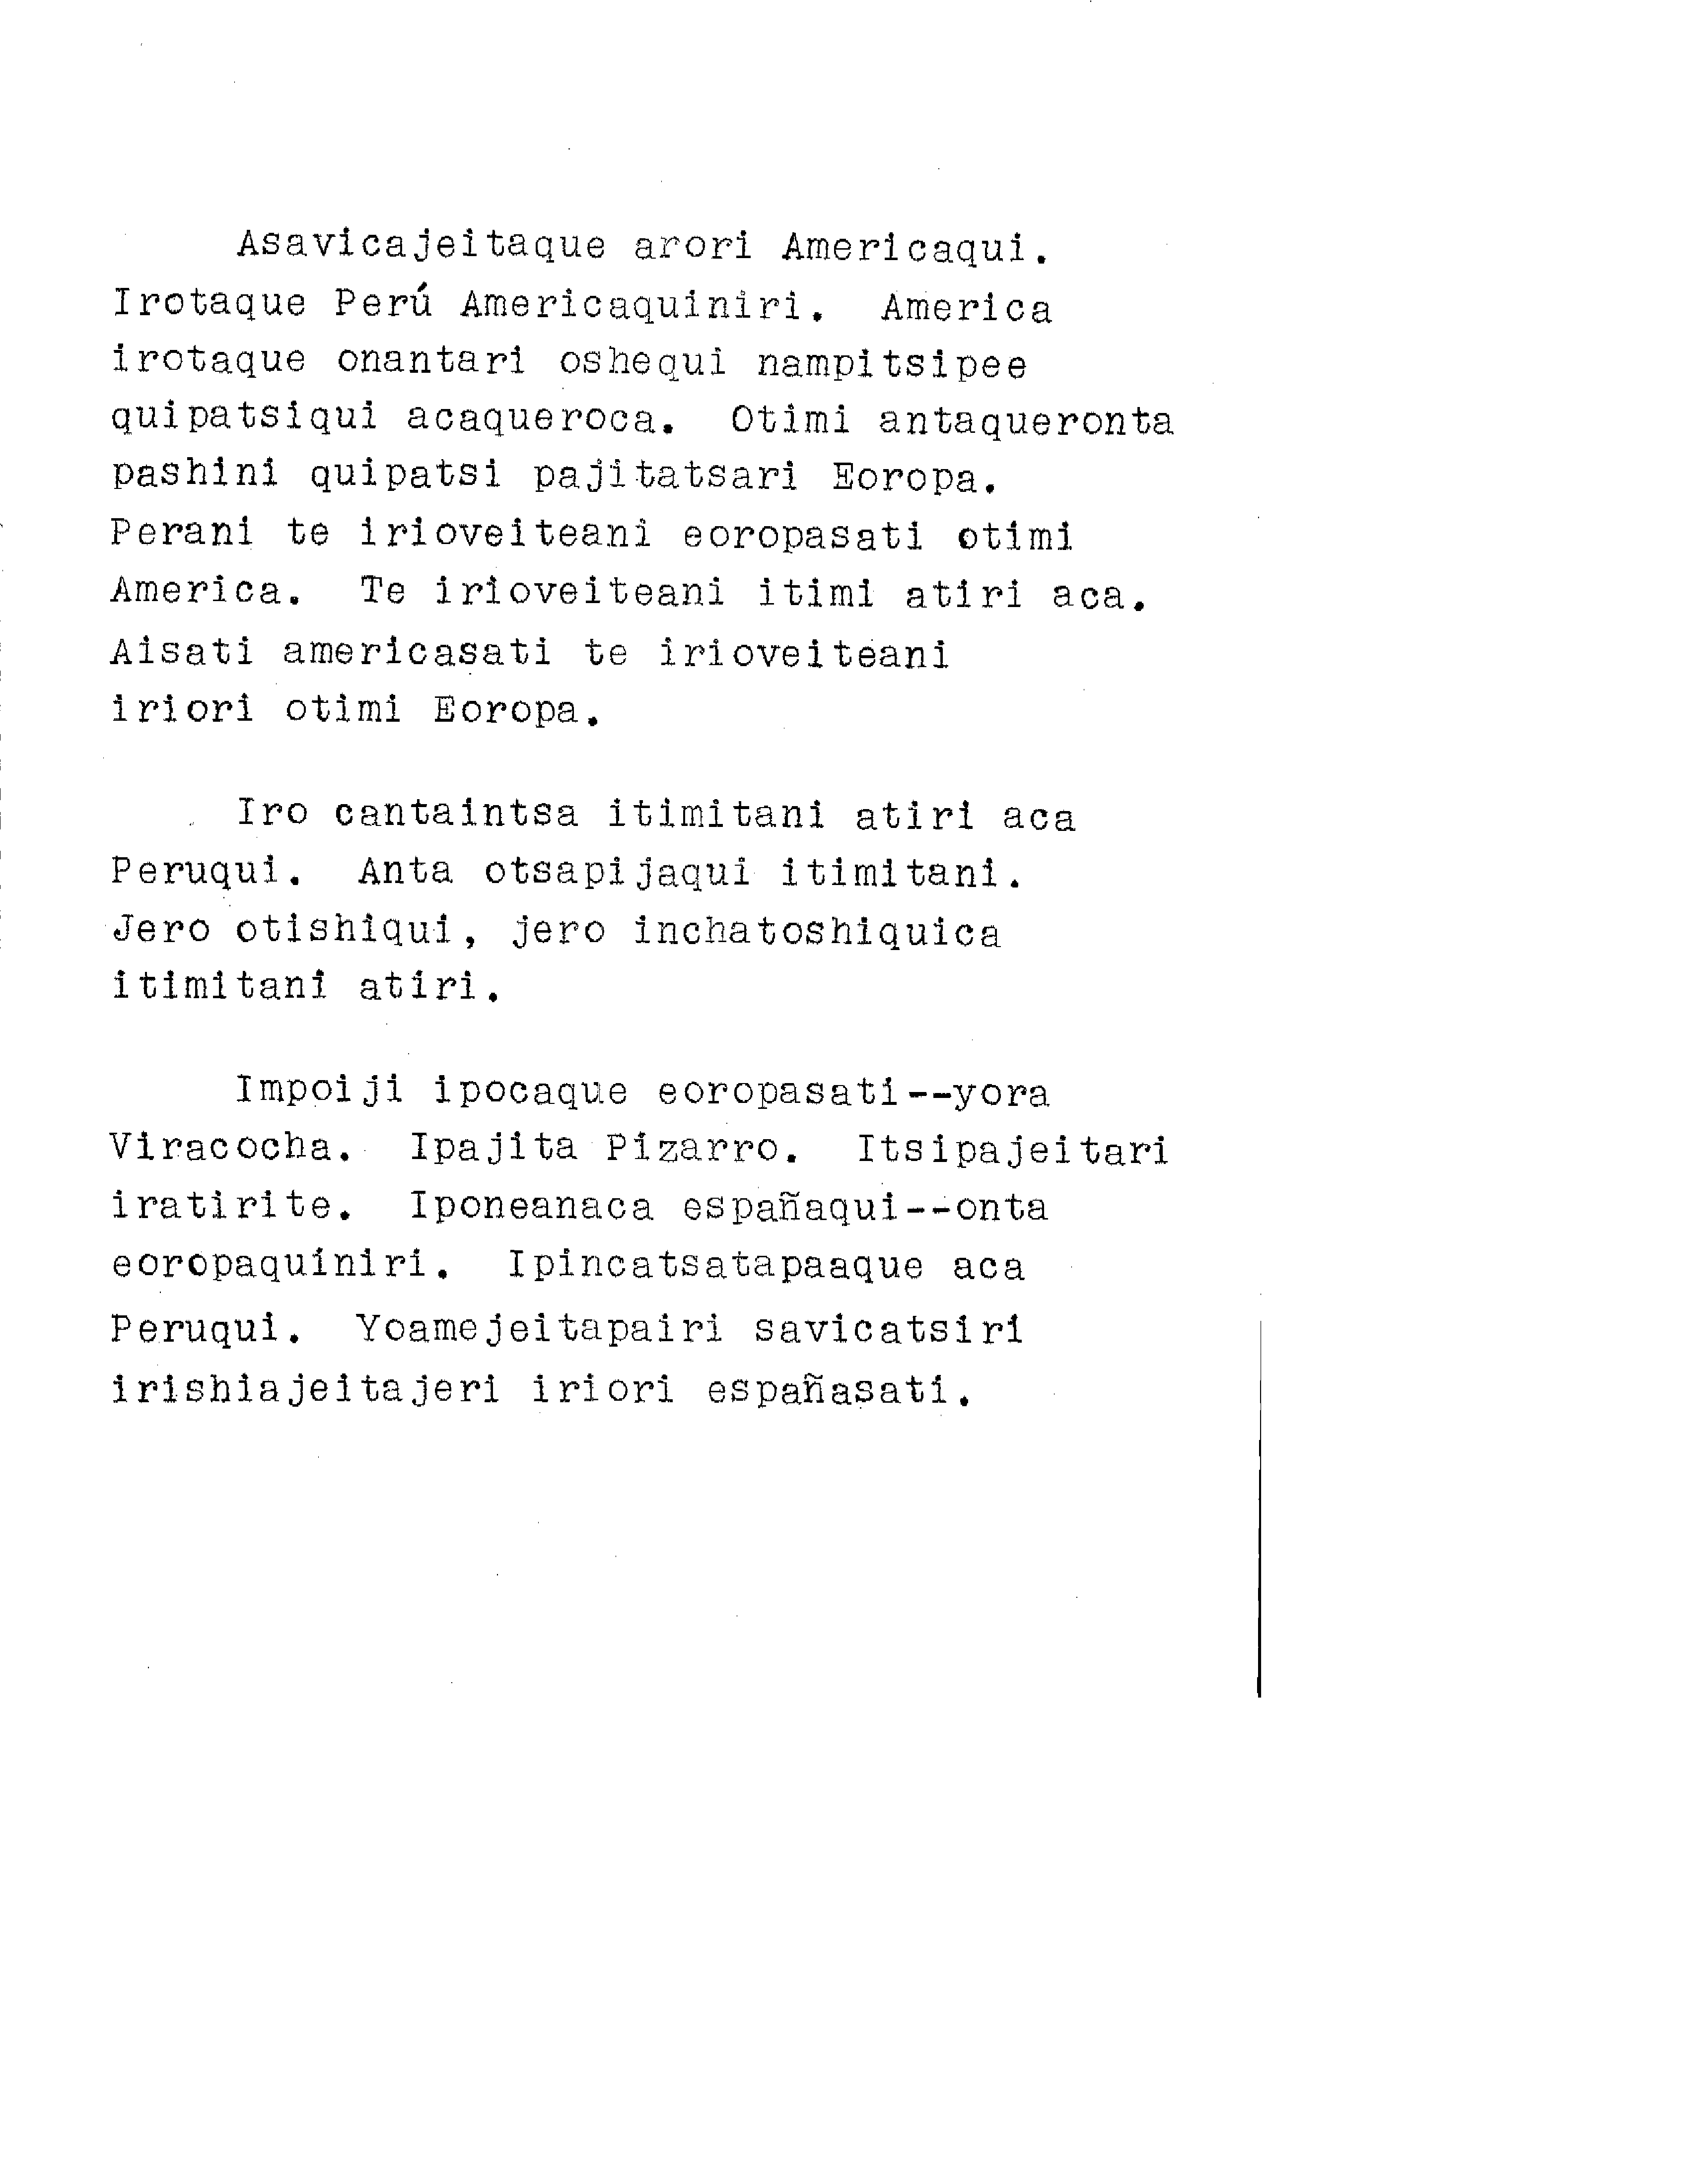 Asavicajeitaque arori Americaqui.
Irotaque Perú Americaquiniri. America
irotaque onantari oshequi nampitsipee
quipatsiqui acaqueroca. Otimi antaqueronta
pashini quipatsi pajitatsari Eoropa.
Perani te irioveiteani eoropasati otimi
America. Te irioveiteani itimi atiri aca.
Aisati americasati te irioveiteani
iriori otimi Eoropa.
Iro cantaintsa itimitani atiri aca
Peruqui. Anta otsapijaqui itimitani.
Jero otishiqui, jero inchatoshiquica
itimitani atiri.
Impoiji ipocaque eoropasati--yora
Viracocha. Ipajita Pizarro. Itsipajeitari
iratirite. Iponeanaca españaqui--onta
eoropaquiniri. Ipincatsatapaaque aca
Peruqui. Yoamejeitapairi savicatsiri
irishiajeitajeri iriori españasati.